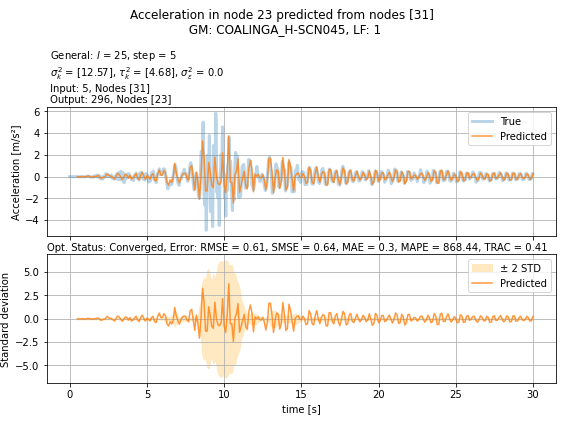 Acceleration in node 23 predicted from nodes [31]
GM: COALINGA_H-SCN045, LF: 1
General: l = 25, step = 5
σ²ₖ = [12.57], τ²ₖ = [4.68], σ²ε = 0.0
Input: 5, Nodes [31]
Output: 296, Nodes [23]
Acceleration [m/s²]
6
4
2
0
−2
−4
True
Predicted
Opt. Status: Converged, Error: RMSE = 0.61, SMSE = 0.64, MAE = 0.3, MAPE = 868.44, TRAC = 0.41
Standard deviation
5.0
2.5
0.0
−2.5
−5.0
± 2 STD
Predicted
0 5 10 15 20 25 30
time [s]